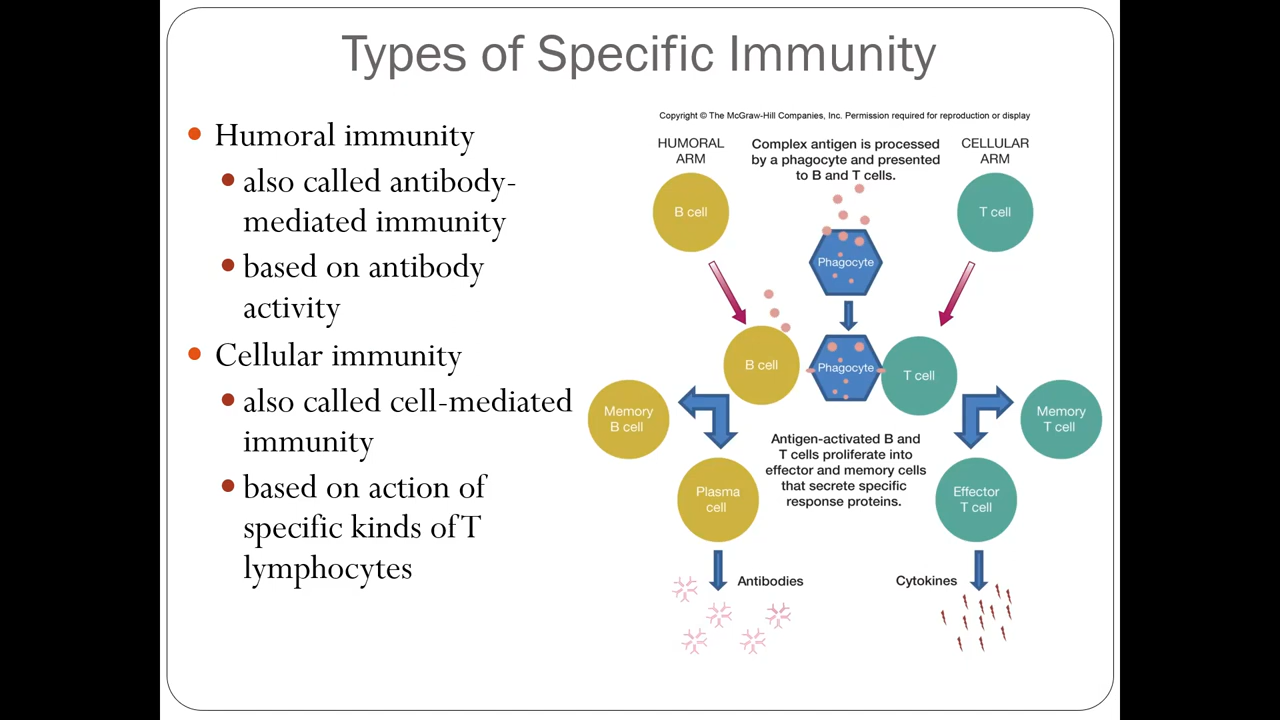 Types of Specific Immunity
Humoral immunity
also called antibody-
mediated immunity
based on antibody
activity
Cellular immunity
also called cell-mediated
immunity
based on action of
specific kinds of T
lymphocytes
Copyright © The McGraw-Hill Companies, Inc. Permission required for reproduction or display
HUMORAL
ARM
Complex antigen is processed
by a phagocyte and presented
to B and T cells.
CELLULAR
ARM
B cell
T cell
Phagocyte
B cell
Phagocyte
T cell
Memory
B cell
Memory
T cell
Antigen-activated B and
T cells proliferate into
effector and memory cells
that secrete specific
response proteins.
Plasma
cell
Effector
T cell
Antibodies
Cytokines